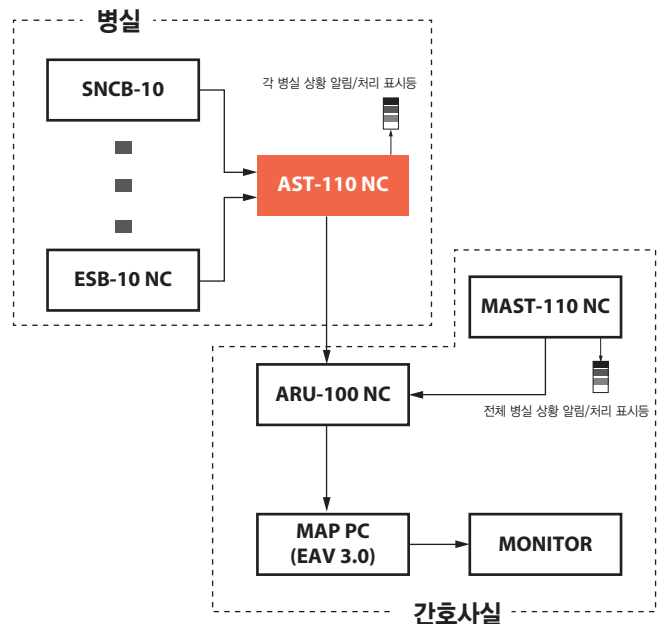 병실
SNCB-10
각 병실 상황 알림/처리 표시등
AST-110 NC
ESB-10 NC
MAST-110 NC
ARU-100 NC
전체 병실 상황 알림/처리 표시등
MAP PC
(EAV 3.0)
MONITOR
간호사실